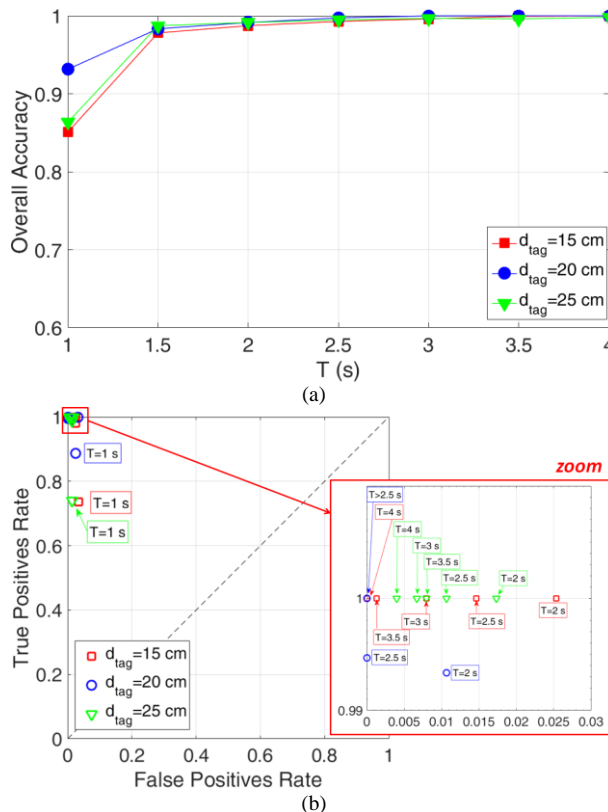 1
0.9
0.8
0.7
0.6
Overall Accuracy
1 1.5 2 2.5 3 3.5 4
T (s)
d_tag=15 cm
d_tag=20 cm
d_tag=25 cm
(a)
1
0.8
0.6
0.4
0.2
0
True Positives Rate
0 0.2 0.4 0.6 0.8 1
False Positives Rate
T=1 s
T=1 s
T=1 s
d_tag=15 cm
d_tag=20 cm
d_tag=25 cm
zoom
T>2.5 s
T=4 s
T=4 s
T=3 s
T=3.5 s
T=2.5 s
T=2 s
T=2 s
T=3 s
T=2.5 s
T=3.5 s
T=2.5 s
T=2 s
1
0.99
0 0.005 0.01 0.015 0.02 0.025 0.03
(b)